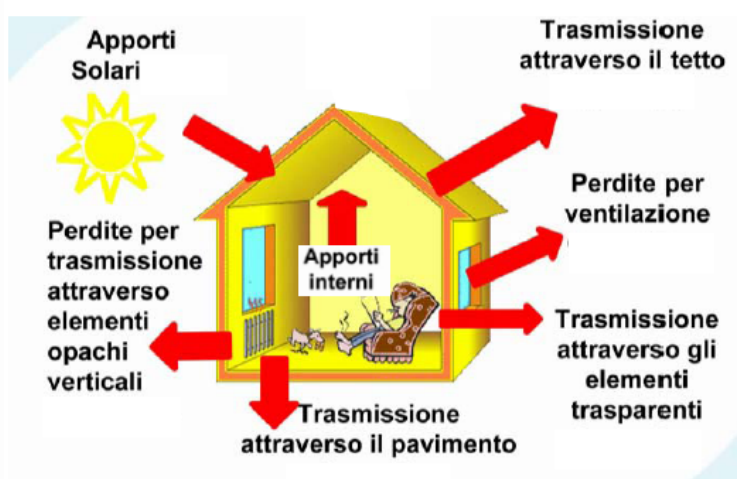 Apporti
Solari
Trasmissione
attraverso il tetto
Perdite per
ventilazione
Perdite per
trasmissione
attraverso
elementi
opachi
verticali
Apporti
interni
Trasmissione
attraverso gli
elementi
trasparenti
Trasmissione
attraverso il pavimento